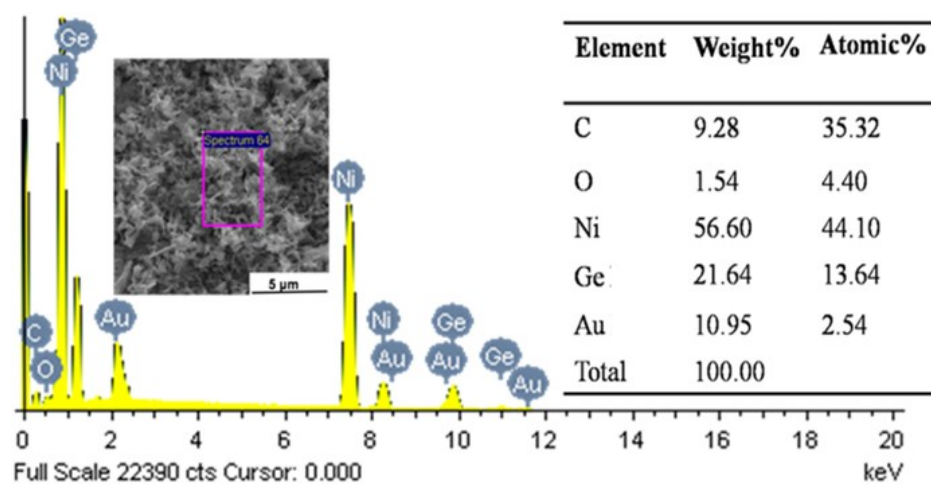 Ge
Ni
Spectrum 64
5 µm
Ni
C
O
Au
Ni
Au
Ge
Au
Ge
Au
0 2 4 6 8 10 12 14 16 18 20
Full Scale 22390 cts Cursor: 0.000 keV
Element Weight% Atomic%
C 9.28 35.32
O 1.54 4.40
Ni 56.60 44.10
Ge 21.64 13.64
Au 10.95 2.54
Total 100.00